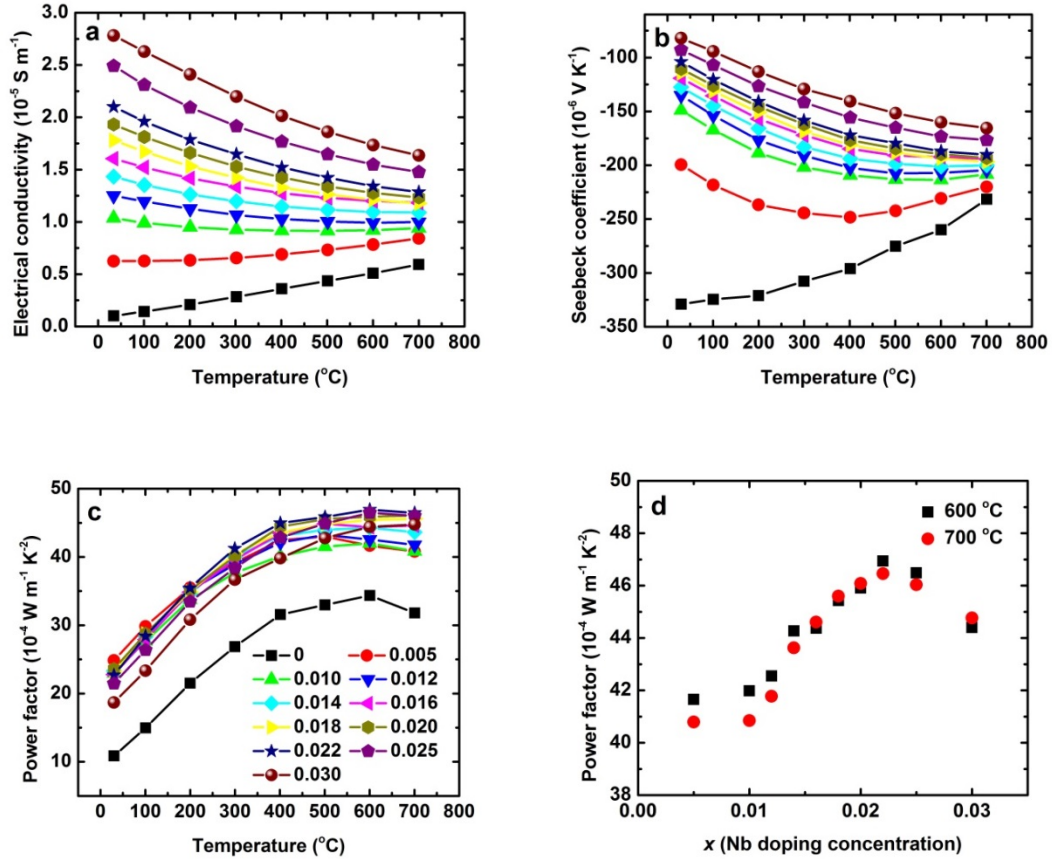 a
Electrical conductivity (10⁻⁵ S m⁻¹)
3.0
2.5
2.0
1.5
1.0
0.5
0.0
0 100 200 300 400 500 600 700 800
Temperature (°C)
b
Seebeck coefficient (10⁻⁶ V K⁻¹)
-100
-150
-200
-250
-300
-350
0 100 200 300 400 500 600 700 800
Temperature (°C)
c
Power factor (10⁻⁴ W m⁻¹ K⁻²)
50
40
30
20
10
0 0.005
0.010 0.012
0.014 0.016
0.018 0.020
0.022 0.025
0.030
0 100 200 300 400 500 600 700 800
Temperature (°C)
d
Power factor (10⁻⁴ W m⁻¹ K⁻²)
50
48
46
44
42
40
38
600 °C
700 °C
0.00 0.01 0.02 0.03
x (Nb doping concentration)